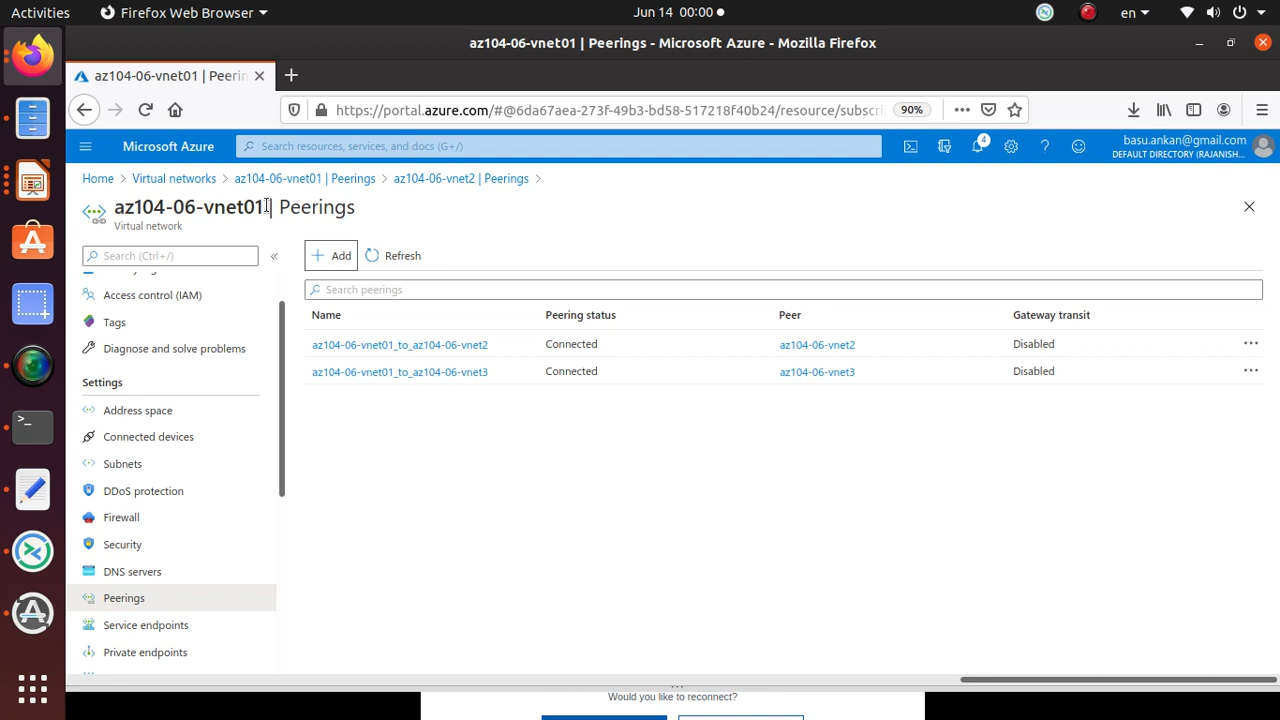 Activities Firefox Web Browser Jun 14 00:00 en
az104-06-vnet01 | Peerings - Microsoft Azure - Mozilla Firefox
az104-06-vnet01 | Peerin
https://portal.azure.com/#@6da67aea-273f-49b3-bd58-517218f40b24/resource/subscri 90%
Microsoft Azure Search resources, services, and docs (G+/) 4 basu.ankan@gmail.com
DEFAULT DIRECTORY (RAJANISH...
Home > Virtual networks > az104-06-vnet01 | Peerings > az104-06-vnet2 | Peerings >
az104-06-vnet01 | Peerings
Virtual network
Search (Ctrl+/) « + Add Refresh
Access control (IAM)
Tags
Diagnose and solve problems
Settings
Address space
Connected devices
Subnets
DDoS protection
Firewall
Security
DNS servers
Peerings
Service endpoints
Private endpoints
Search peerings
Name Peering status Peer Gateway transit
az104-06-vnet01_to_az104-06-vnet2 Connected az104-06-vnet2 Disabled
az104-06-vnet01_to_az104-06-vnet3 Connected az104-06-vnet3 Disabled
Would you like to reconnect?